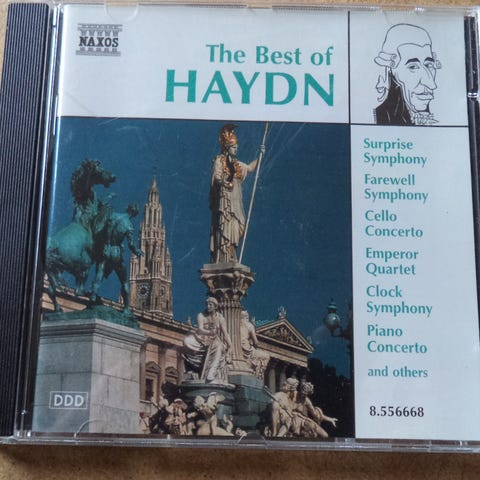 NAXOS
The Best of
HAYDN
Surprise
Symphony
Farewell
Symphony
Cello
Concerto
Emperor
Quartet
Clock
Symphony
Piano
Concerto
and others
DDD
8.556668